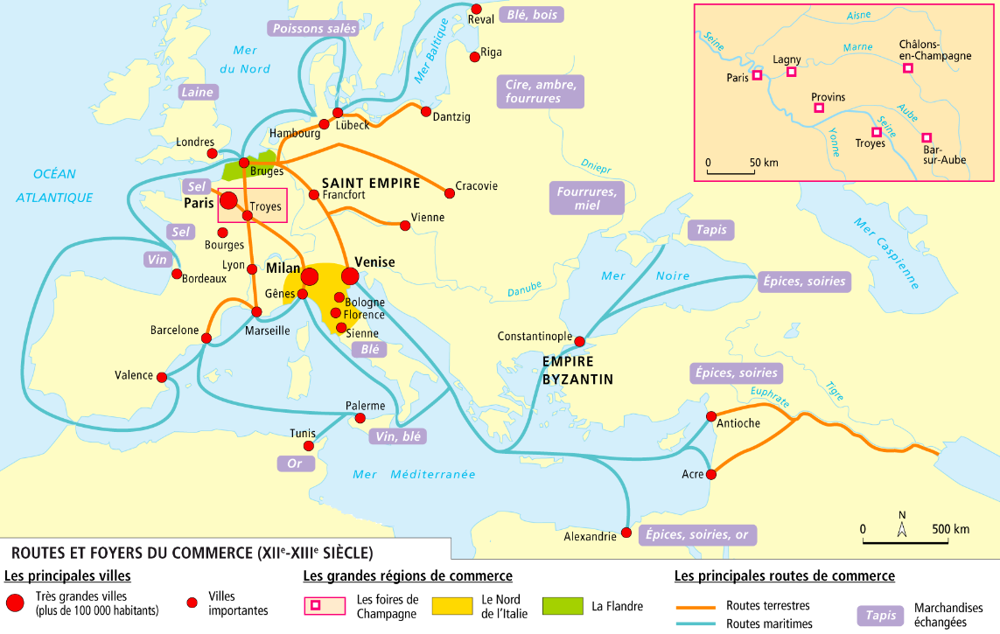 Reval
Blé, bois
Poissons salés
Mer
du Nord
Mer Baltique
Riga
Laine
Cire, ambre,
fourrures
Dantzig
Lübeck
Hambourg
Londres
Bruges
OCÉAN
ATLANTIQUE
Dniepr
Sel
SAINT EMPIRE
Cracovie
Fourrures,
miel
Paris
Troyes
Francfort
Vienne
Sel
Bourges
Tapis
Mer Caspienne
Vin
Lyon
Milan
Venise
Bordeaux
Mer Noire
Épices, soiries
Gênes
Danube
Bologne
Florence
Sienne
Barcelone
Marseille
Constantinople
Blé
EMPIRE
BYZANTIN
Valence
Épices, soiries
Euphrate
Tigre
Palerme
Antioche
Tunis
Vin, blé
Or
Mer Méditerranée
Acre
Alexandrie
Épices, soiries, or
N
0 500 km
Aisne
Seine
Marne
Châlons-
en-Champagne
Lagny
Paris
Provins
Aube
Seine
Troyes
Yonne
Bar-
sur-Aube
0 50 km
ROUTES ET FOYERS DU COMMERCE (XIIe-XIIIe SIÈCLE)
Les principales villes
Très grandes villes
(plus de 100 000 habitants)
Villes
importantes
Les grandes régions de commerce
Les foires de
Champagne
Le Nord
de l'Italie
La Flandre
Les principales routes de commerce
Routes terrestres
Routes maritimes
Tapis
Marchandises
échangées